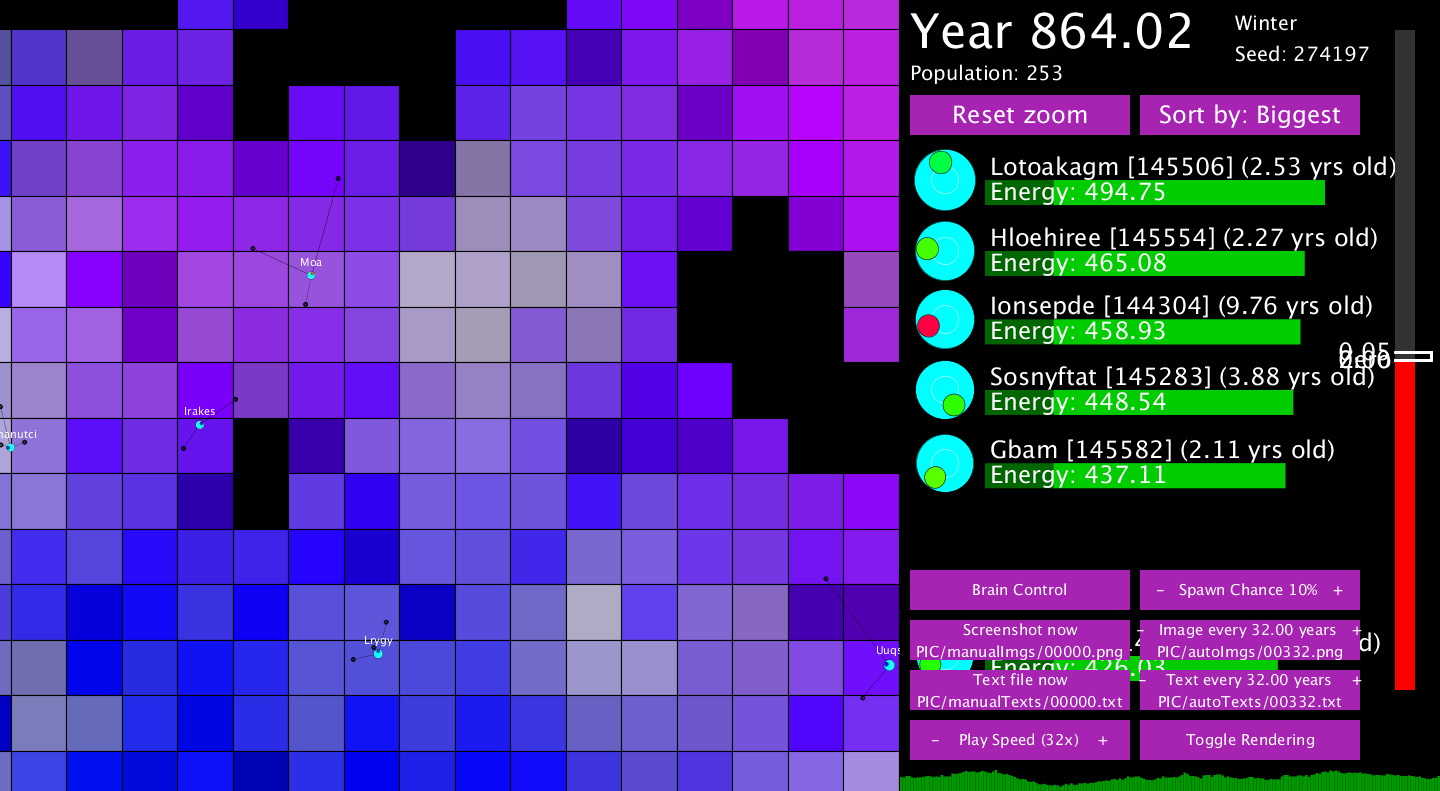 Year 864.02
Winter
Seed: 274197
Population: 253
Reset zoom
Sort by: Biggest
Lotoakagm [145506] (2.53 yrs old)
Energy: 494.75
Hloehiree [145554] (2.27 yrs old)
Energy: 465.08
Ionsepde [144304] (9.76 yrs old)
Energy: 458.93
0.05
zero
Sosnyftat [145283] (3.88 yrs old)
Energy: 448.54
Gbam [145582] (2.11 yrs old)
Energy: 437.11
Moa
Irakes
nanutci
Lrygy
Uuqs
Brain Control
– Spawn Chance 10% +
Screenshot now
PIC/manualImgs/00000.png
– Image every 32.00 years +
PIC/autoImgs/00332.png
d)
Energy: 426.03
Text file now
PIC/manualTexts/00000.txt
– Text every 32.00 years +
PIC/autoTexts/00332.txt
– Play Speed (32x) +
Toggle Rendering